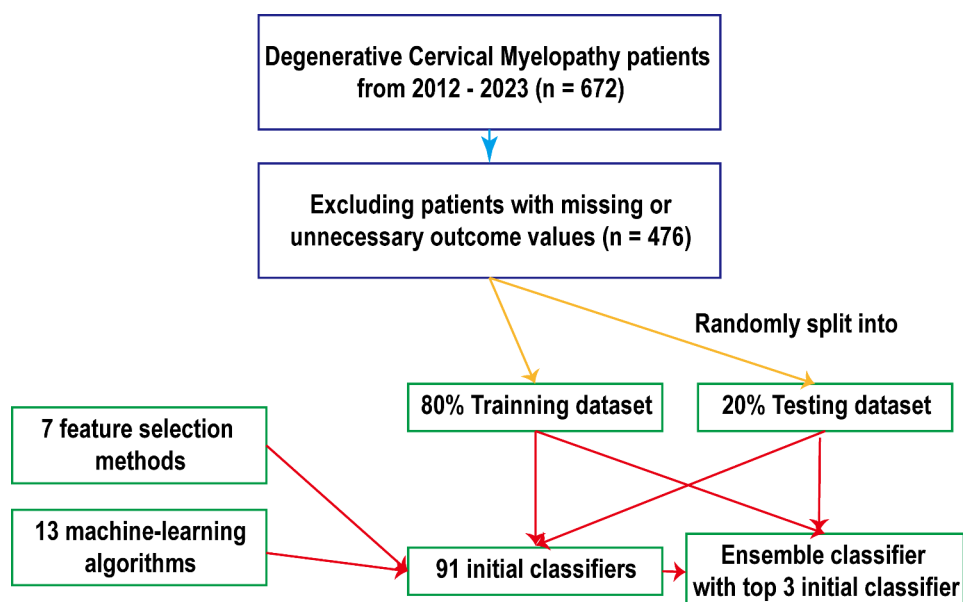 Degenerative Cervical Myelopathy patients
from 2012 - 2023 (n = 672)
Excluding patients with missing or
unnecessary outcome values (n = 476)
Randomly split into
80% Trainning dataset
20% Testing dataset
7 feature selection
methods
13 machine-learning
algorithms
91 initial classifiers
Ensemble classifier
with top 3 initial classifier